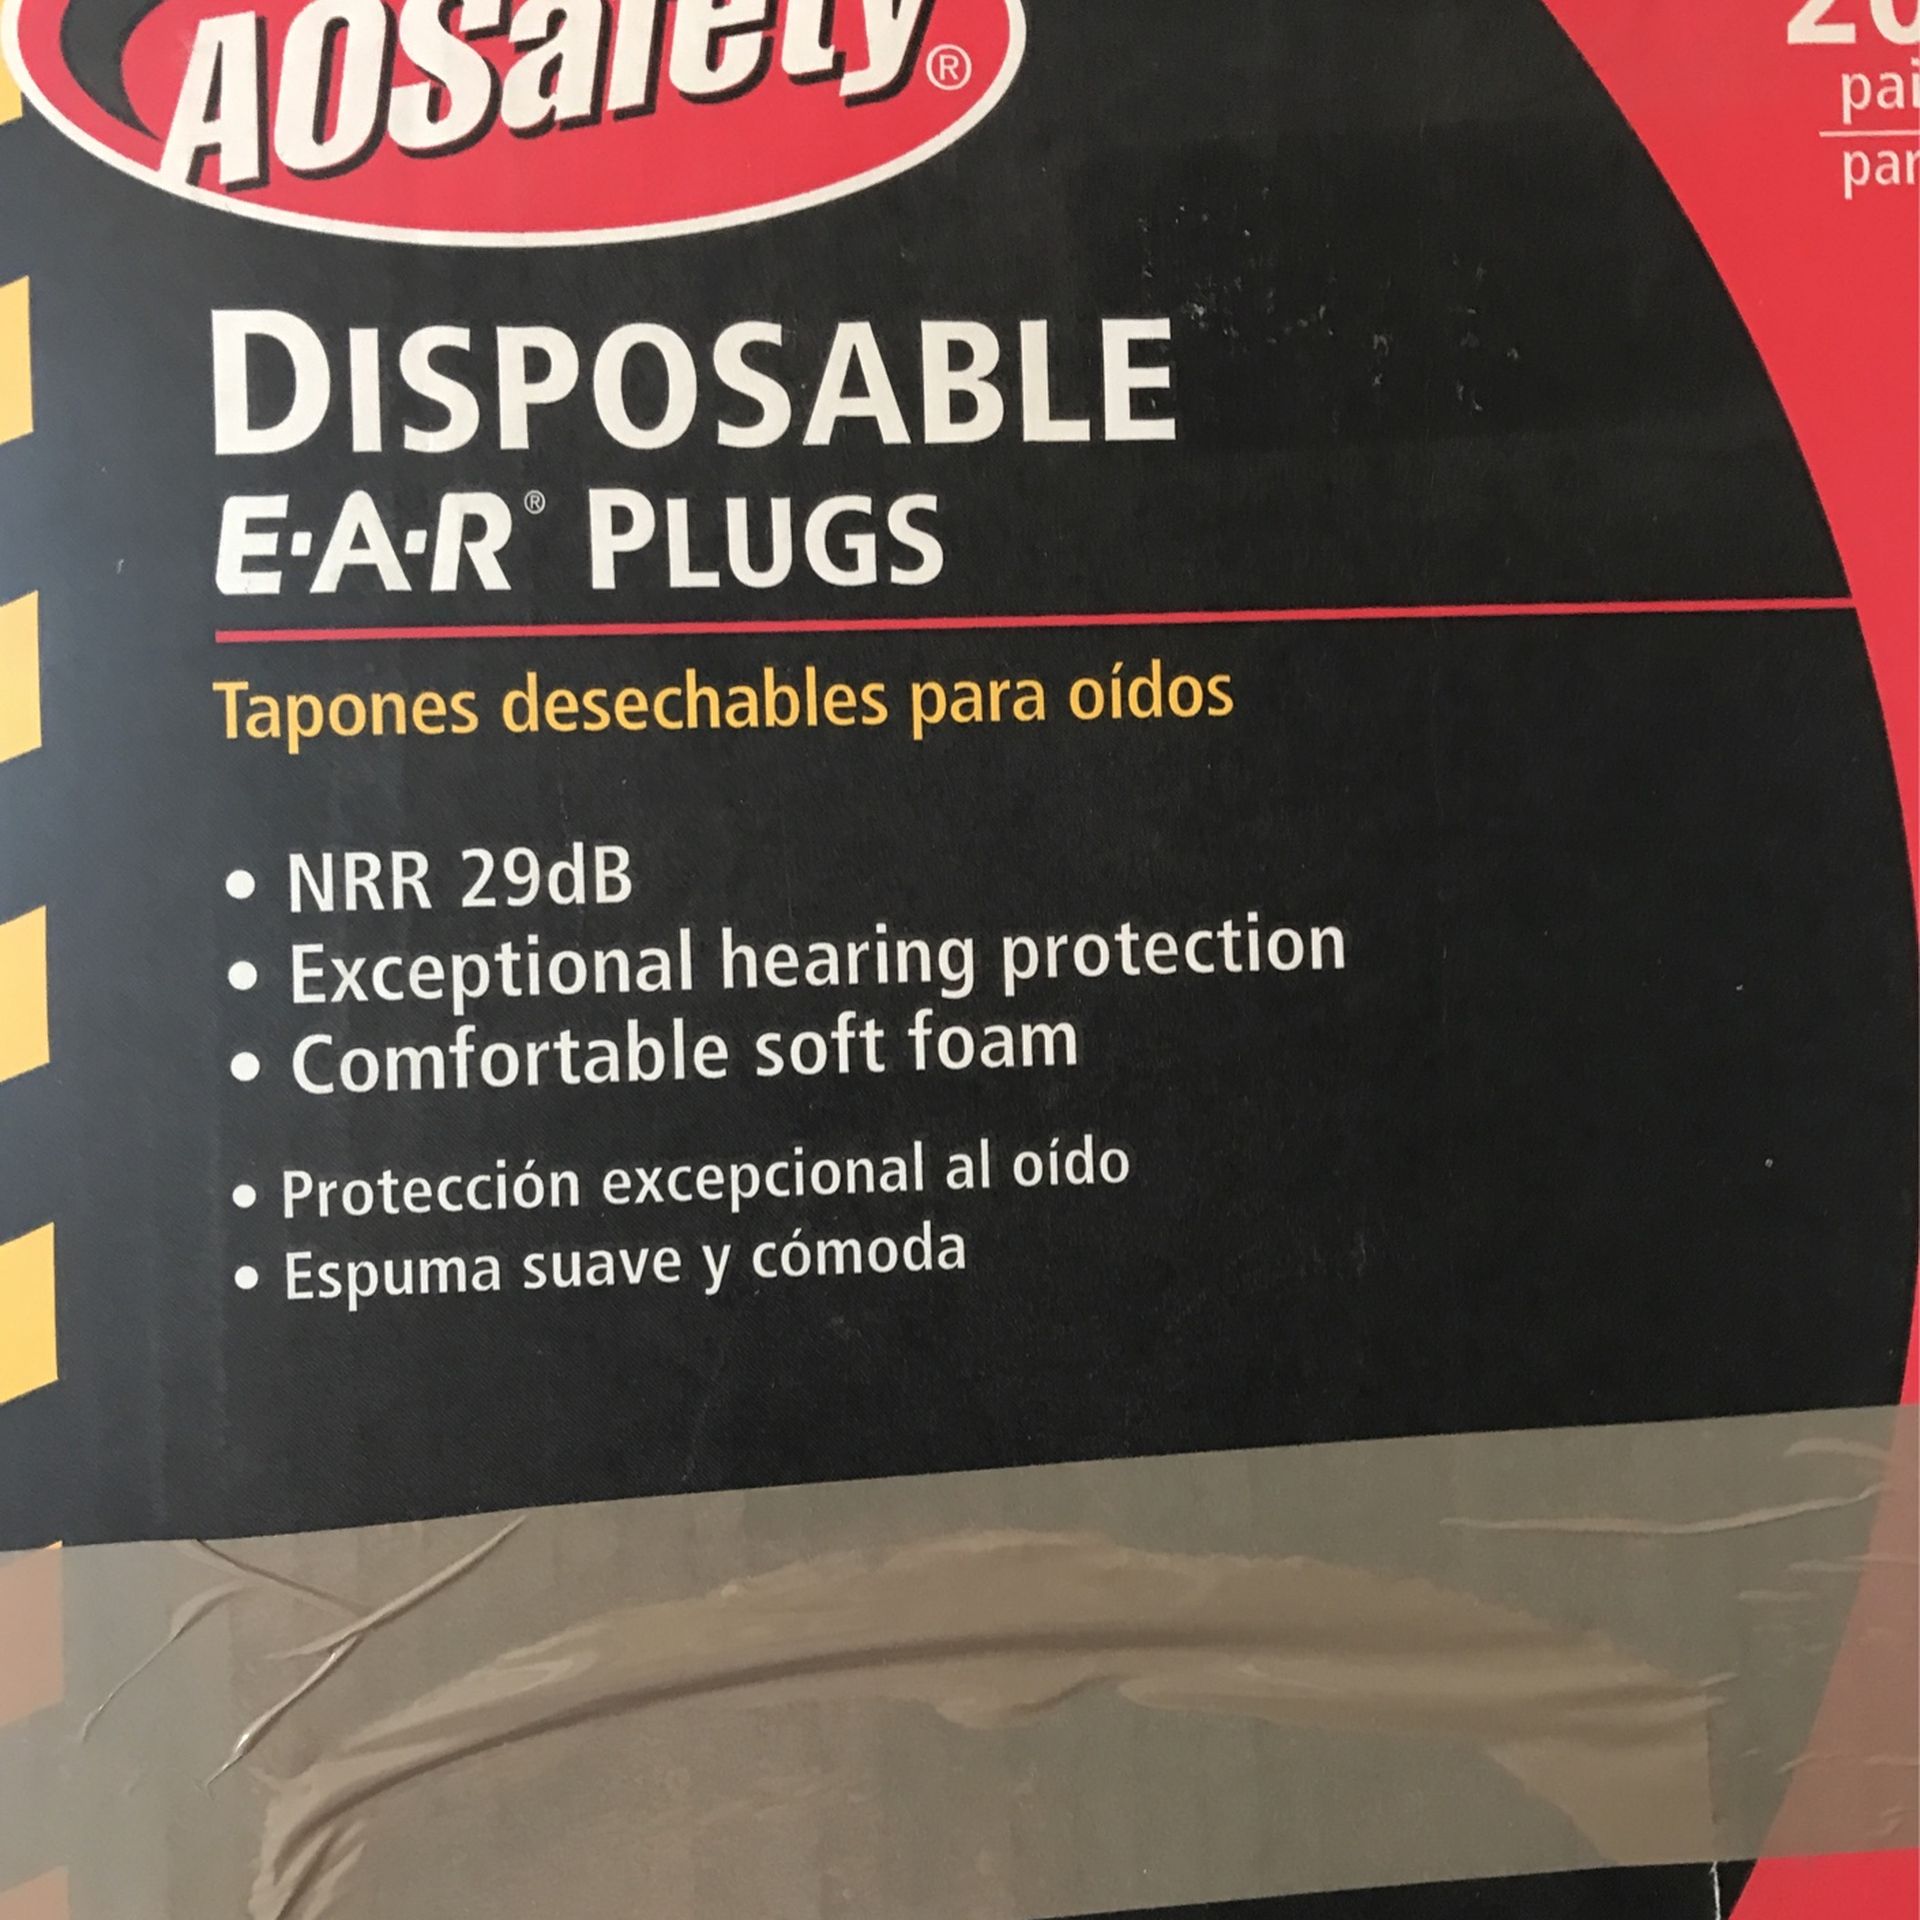 AOSafety®
DISPOSABLE
E·A·R® PLUGS
Tapones desechables para oídos
• NRR 29dB
• Exceptional hearing protection
• Comfortable soft foam
• Protección excepcional al oído
• Espuma suave y cómoda